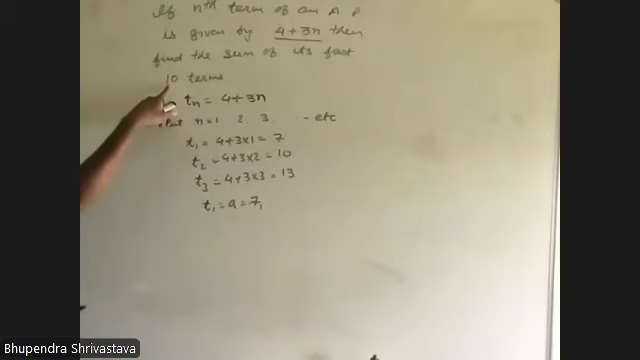 If nth term of an A P
is given by 4+3n then
find the sum of its first
10 terms
tn = 4+3n
Put n=1 2, 3. -- etc
t1 = 4+3×1 = 7
t2 = 4+3×2 = 10
t3 = 4+3×3 = 13
t1 = a = 7,
Bhupendra Shrivastava